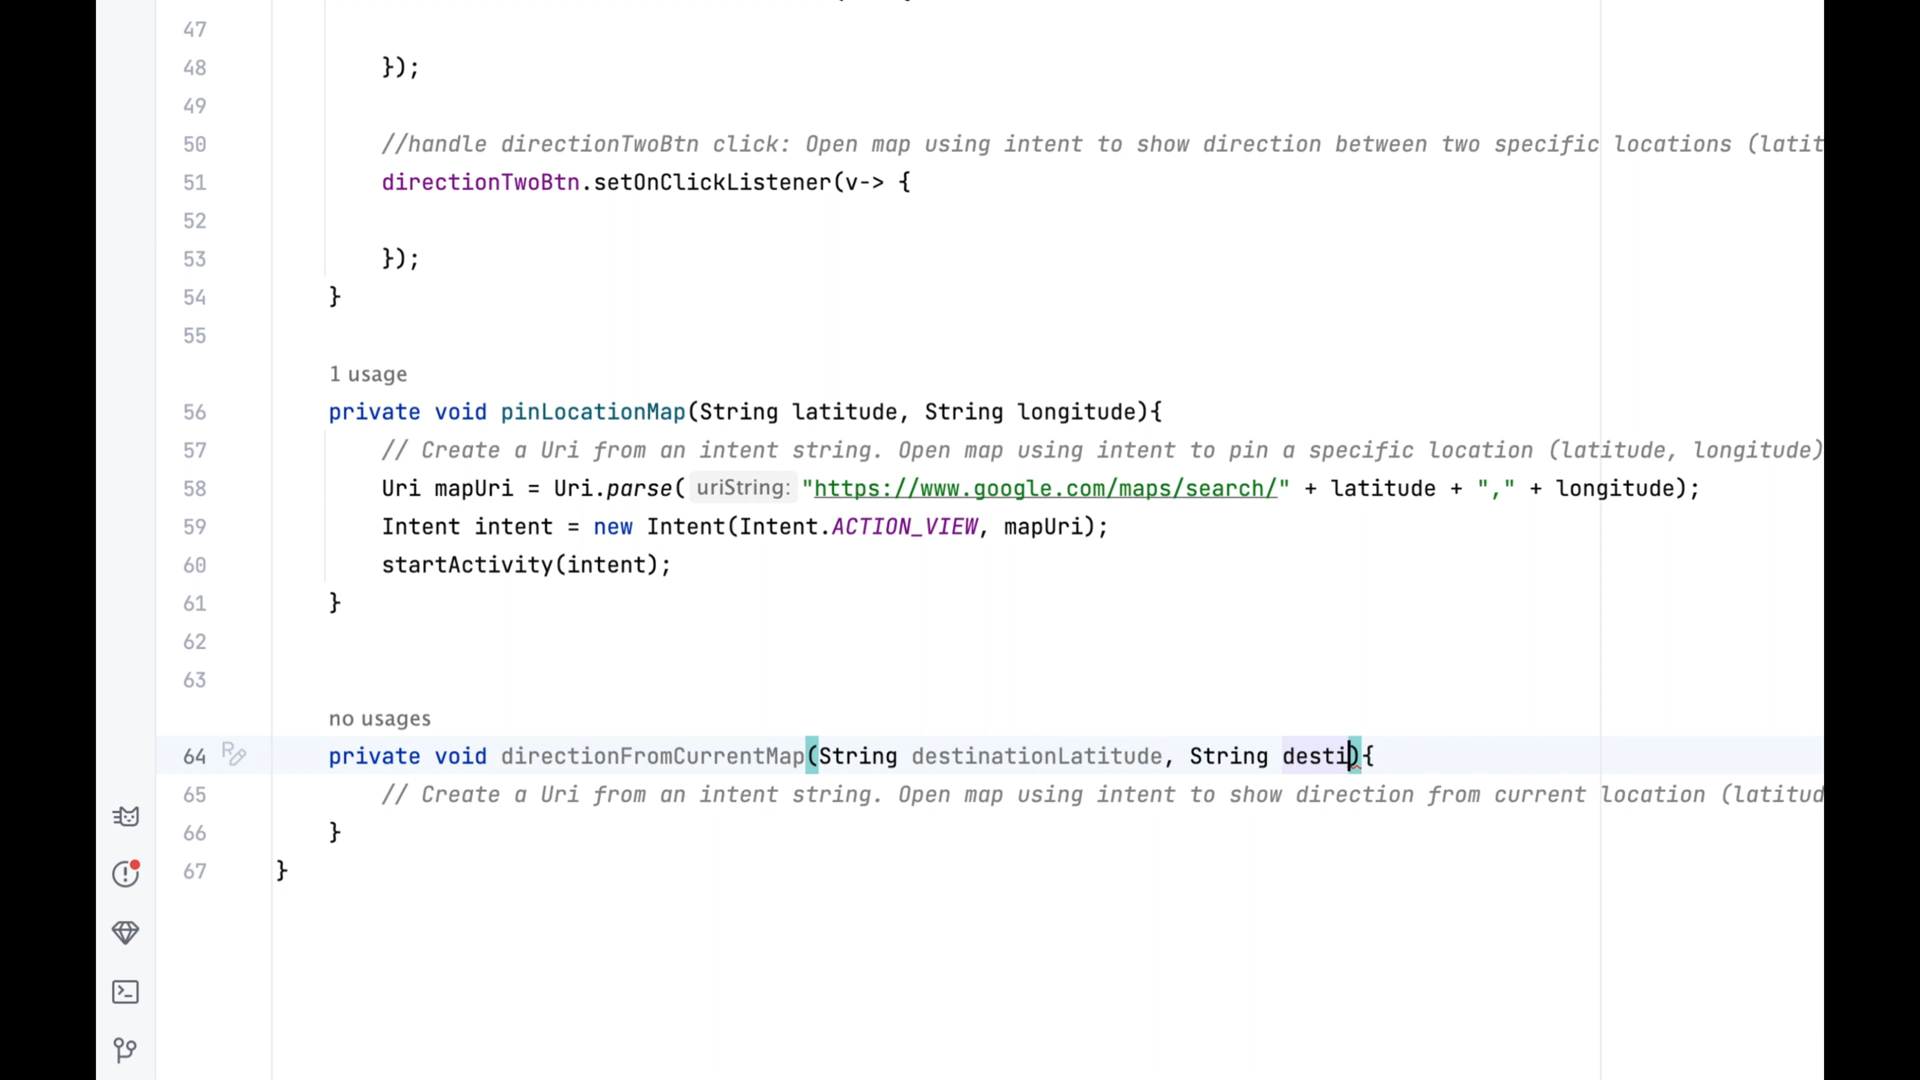 47
48 });
49
50 //handle directionTwoBtn click: Open map using intent to show direction between two specific locations (latit
51 directionTwoBtn.setOnClickListener(v-> {
52
53 });
54 }
55
1 usage
56 private void pinLocationMap(String latitude, String longitude){
57 // Create a Uri from an intent string. Open map using intent to pin a specific location (latitude, longitude)
58 Uri mapUri = Uri.parse( uriString: "https://www.google.com/maps/search/" + latitude + "," + longitude);
59 Intent intent = new Intent(Intent.ACTION_VIEW, mapUri);
60 startActivity(intent);
61 }
62
63
no usages
64 private void directionFromCurrentMap(String destinationLatitude, String desti){
65 // Create a Uri from an intent string. Open map using intent to show direction from current location (latitud
66 }
67 }